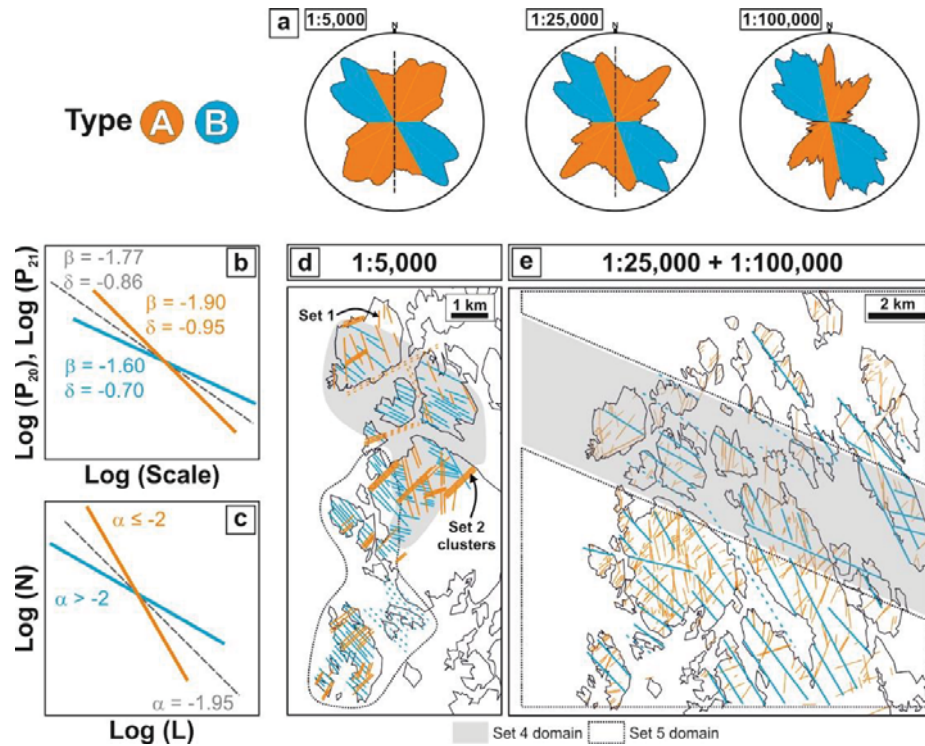 a
1:5,000
1:25,000
1:100,000
N
N
N
Type A B
b
β = -1.77
δ = -0.86
β = -1.90
δ = -0.95
β = -1.60
δ = -0.70
Log (P20), Log (P21)
Log (Scale)
c
α ≤ -2
α > -2
α = -1.95
Log (N)
Log (L)
d
1:5,000
1 km
Set 1
Set 2
clusters
e
1:25,000 + 1:100,000
2 km
Set 4 domain
Set 5 domain